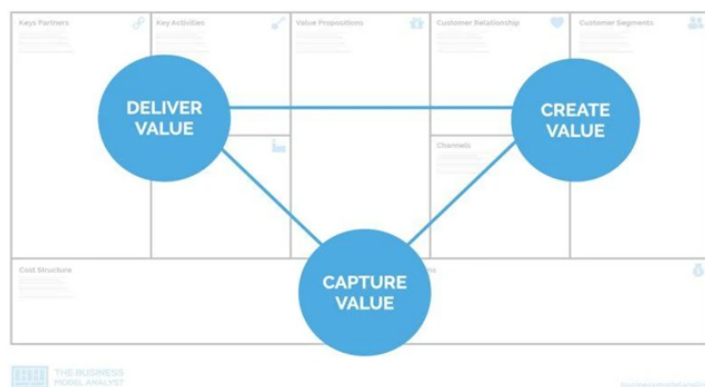 Keys Partners
Key Activities
Value Propositions
Customer Relationship
Customer Segments
DELIVER
VALUE
CREATE
VALUE
Channels
Cost Structure
CAPTURE
VALUE
THE BUSINESS
MODEL ANALYST